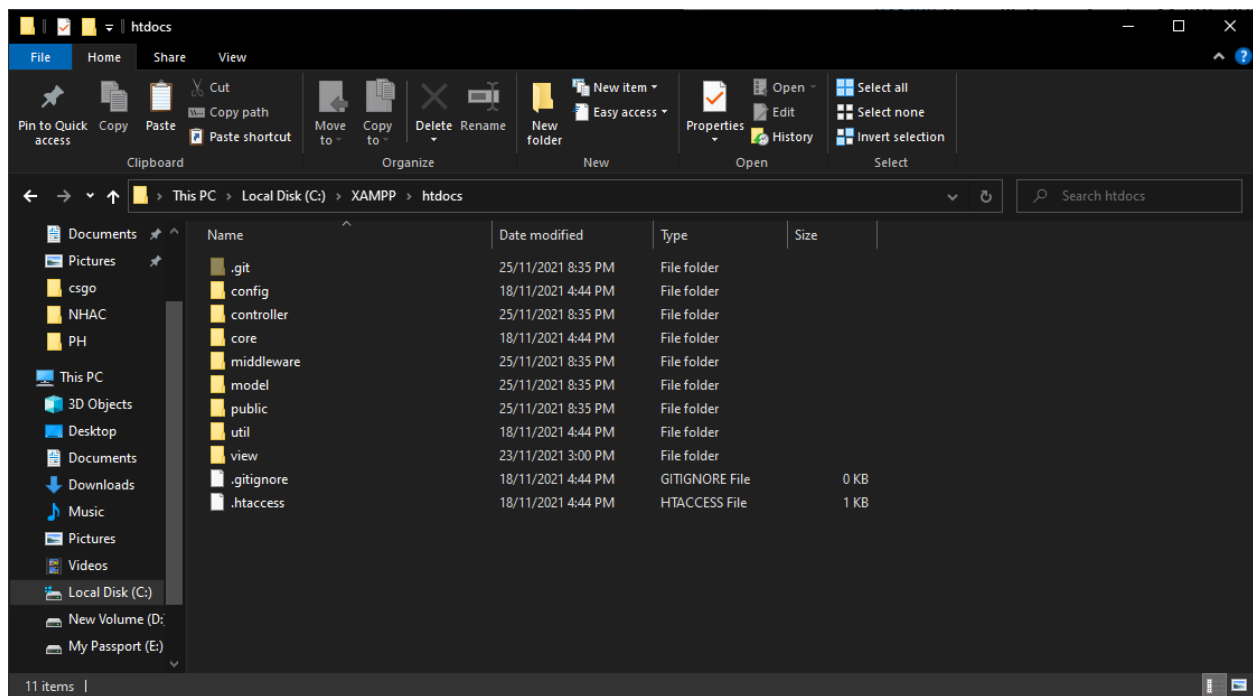 htdocs
File Home Share View
Pin to Quick access Copy Paste Cut Copy path Paste shortcut Move to Copy to Delete Rename New folder New item Easy access Properties Open Edit History Select all Select none Invert selection
Clipboard Organize New Open Select
This PC > Local Disk (C:) > XAMPP > htdocs Search htdocs
Documents
Pictures
csgo
NHAC
PH
This PC
3D Objects
Desktop
Documents
Downloads
Music
Pictures
Videos
Local Disk (C:)
New Volume (D:
My Passport (E:)
Name Date modified Type Size
.git 25/11/2021 8:35 PM File folder
config 18/11/2021 4:44 PM File folder
controller 25/11/2021 8:35 PM File folder
core 18/11/2021 4:44 PM File folder
middleware 25/11/2021 8:35 PM File folder
model 25/11/2021 8:35 PM File folder
public 25/11/2021 8:35 PM File folder
util 18/11/2021 4:44 PM File folder
view 23/11/2021 3:00 PM File folder
.gitignore 18/11/2021 4:44 PM GITIGNORE File 0 KB
.htaccess 18/11/2021 4:44 PM HTACCESS File 1 KB
11 items